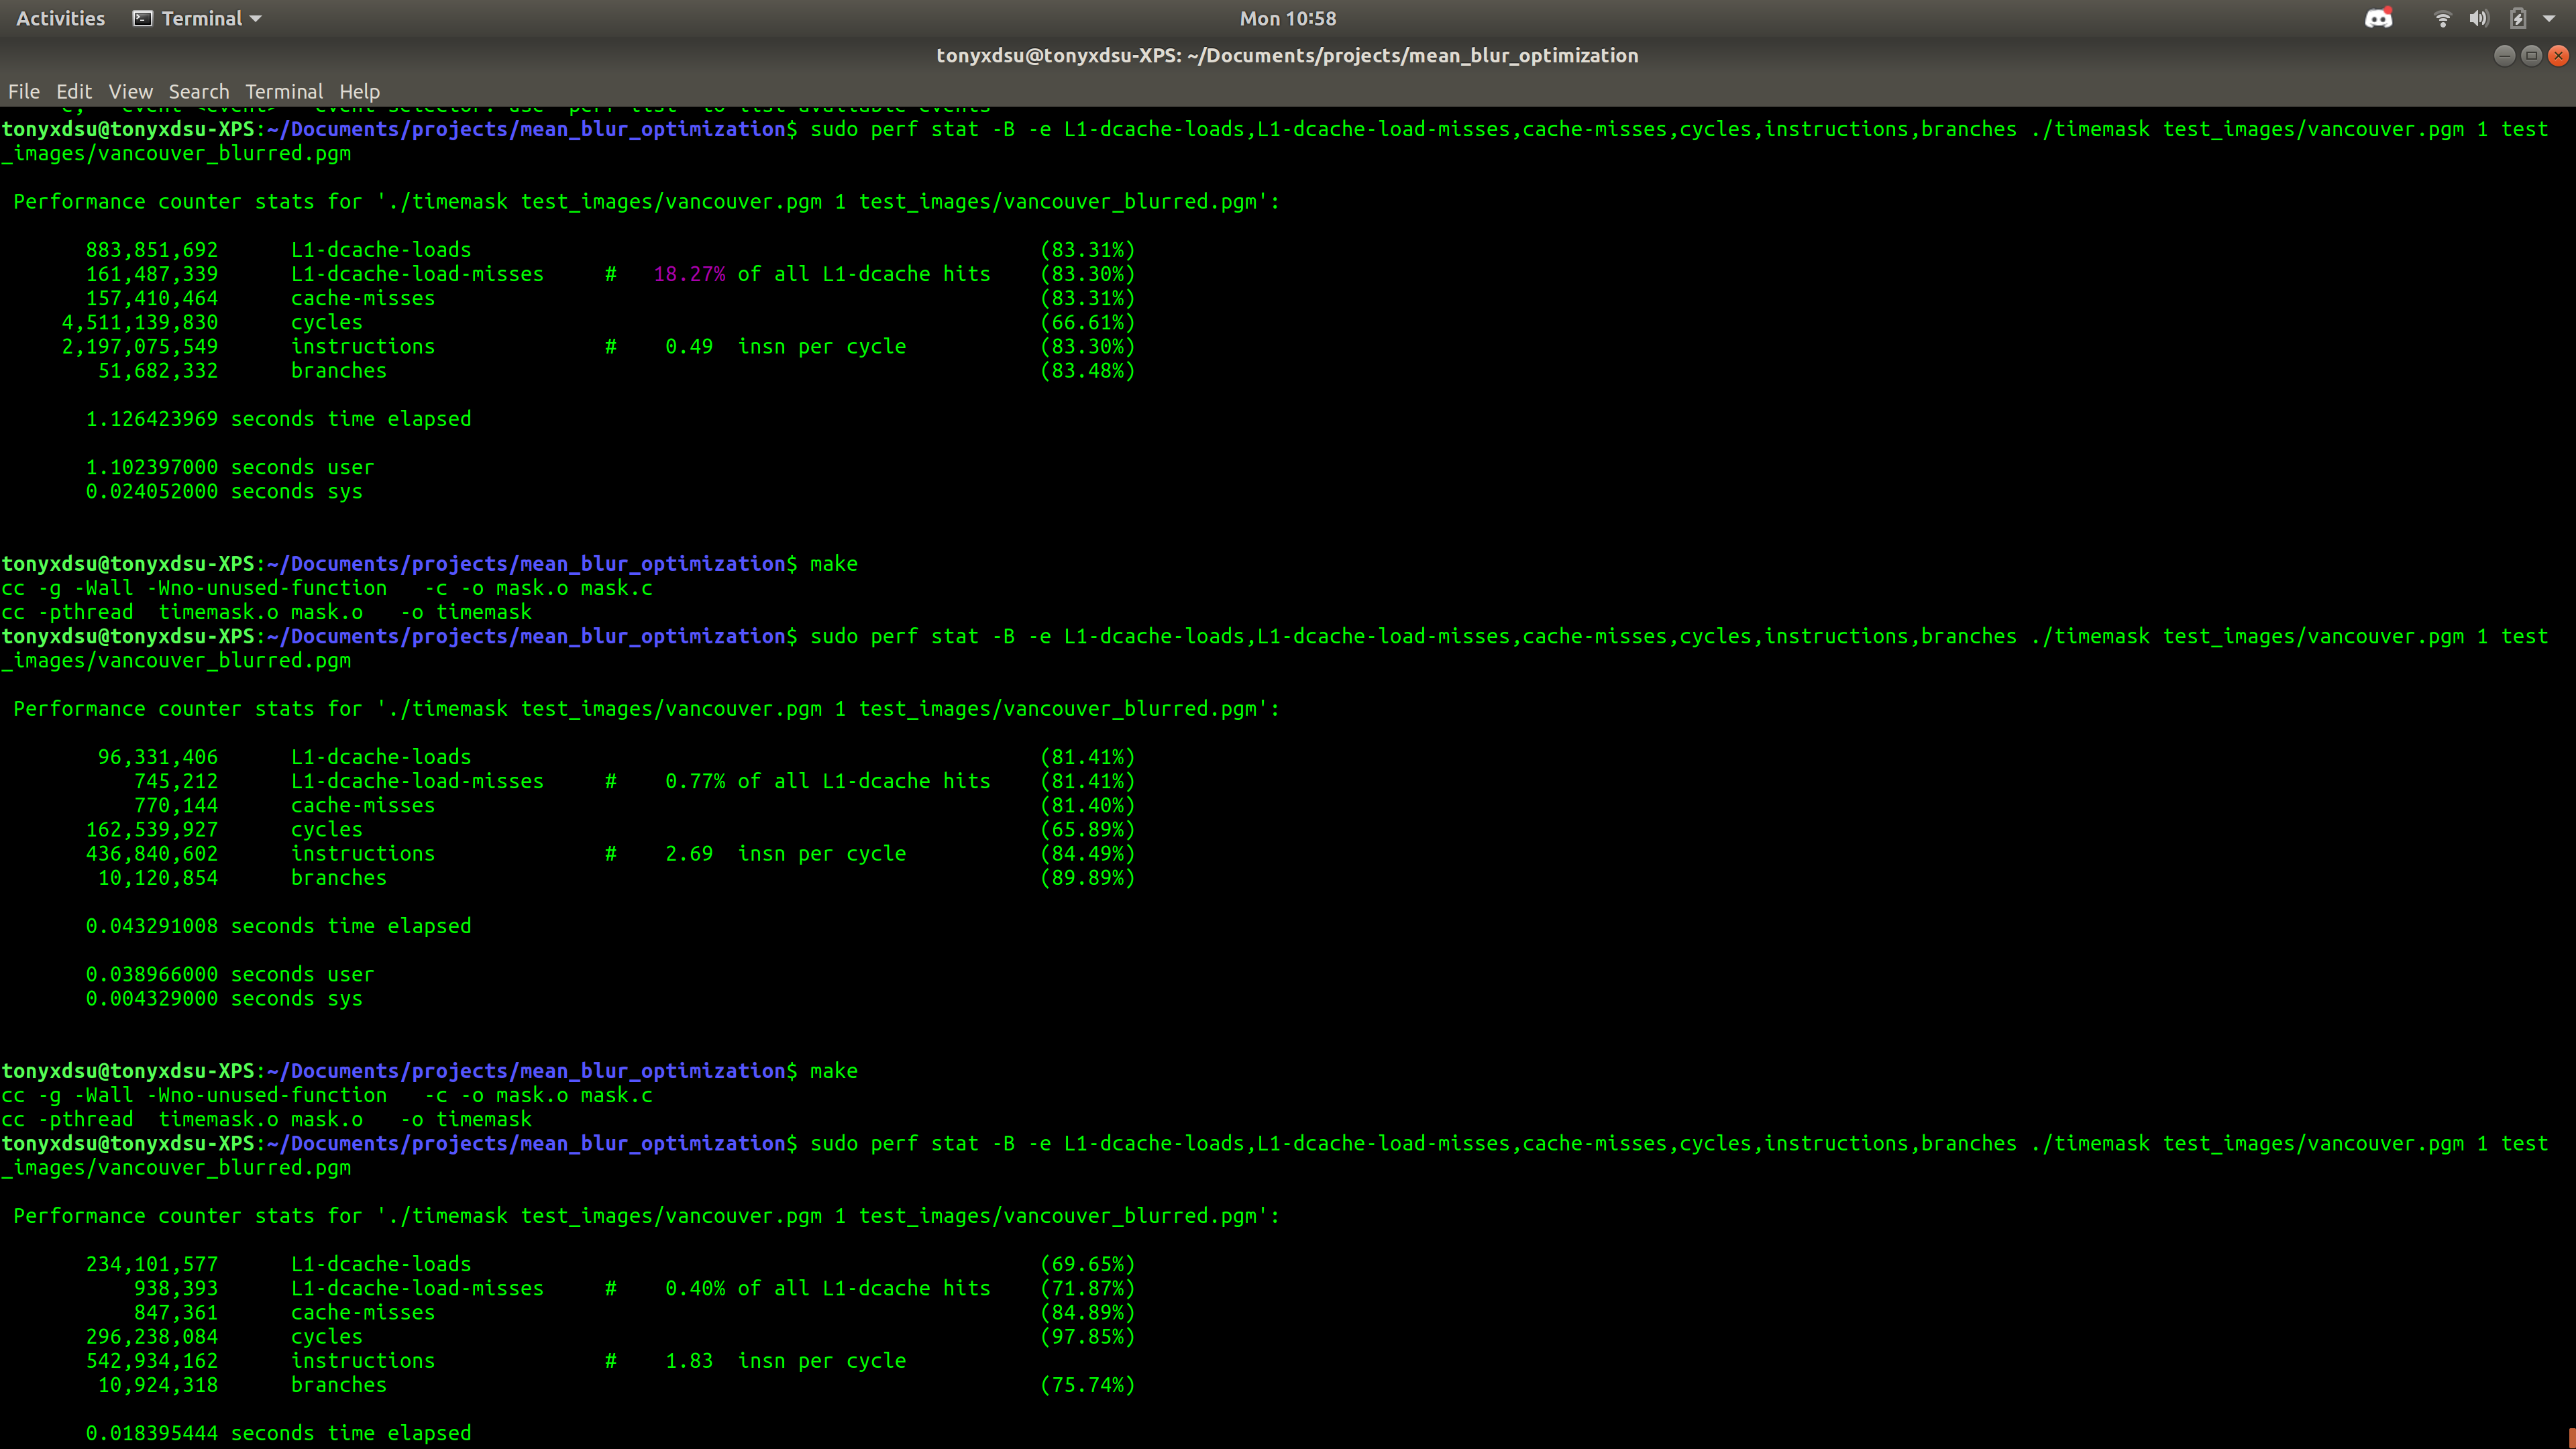 Activities Terminal Mon 10:58
tonyxdsu@tonyxdsu-XPS: ~/Documents/projects/mean_blur_optimization
File Edit View Search Terminal Help
tonyxdsu@tonyxdsu-XPS:~/Documents/projects/mean_blur_optimization$ sudo perf stat -B -e L1-dcache-loads,L1-dcache-load-misses,cache-misses,cycles,instructions,branches ./timemask test_images/vancouver.pgm 1 test
_images/vancouver_blurred.pgm
Performance counter stats for './timemask test_images/vancouver.pgm 1 test_images/vancouver_blurred.pgm':
883,851,692 L1-dcache-loads (83.31%)
161,487,339 L1-dcache-load-misses # 18.27% of all L1-dcache hits (83.30%)
157,410,464 cache-misses (83.31%)
4,511,139,830 cycles (66.61%)
2,197,075,549 instructions # 0.49 insn per cycle (83.30%)
51,682,332 branches (83.48%)
1.126423969 seconds time elapsed
1.102397000 seconds user
0.024052000 seconds sys
tonyxdsu@tonyxdsu-XPS:~/Documents/projects/mean_blur_optimization$ make
cc -g -Wall -Wno-unused-function -c -o mask.o mask.c
cc -pthread timemask.o mask.o -o timemask
tonyxdsu@tonyxdsu-XPS:~/Documents/projects/mean_blur_optimization$ sudo perf stat -B -e L1-dcache-loads,L1-dcache-load-misses,cache-misses,cycles,instructions,branches ./timemask test_images/vancouver.pgm 1 test
_images/vancouver_blurred.pgm
Performance counter stats for './timemask test_images/vancouver.pgm 1 test_images/vancouver_blurred.pgm':
96,331,406 L1-dcache-loads (81.41%)
745,212 L1-dcache-load-misses # 0.77% of all L1-dcache hits (81.41%)
770,144 cache-misses (81.40%)
162,539,927 cycles (65.89%)
436,840,602 instructions # 2.69 insn per cycle (84.49%)
10,120,854 branches (89.89%)
0.043291008 seconds time elapsed
0.038966000 seconds user
0.004329000 seconds sys
tonyxdsu@tonyxdsu-XPS:~/Documents/projects/mean_blur_optimization$ make
cc -g -Wall -Wno-unused-function -c -o mask.o mask.c
cc -pthread timemask.o mask.o -o timemask
tonyxdsu@tonyxdsu-XPS:~/Documents/projects/mean_blur_optimization$ sudo perf stat -B -e L1-dcache-loads,L1-dcache-load-misses,cache-misses,cycles,instructions,branches ./timemask test_images/vancouver.pgm 1 test
_images/vancouver_blurred.pgm
Performance counter stats for './timemask test_images/vancouver.pgm 1 test_images/vancouver_blurred.pgm':
234,101,577 L1-dcache-loads (69.65%)
938,393 L1-dcache-load-misses # 0.40% of all L1-dcache hits (71.87%)
847,361 cache-misses (84.89%)
296,238,084 cycles (97.85%)
542,934,162 instructions # 1.83 insn per cycle
10,924,318 branches (75.74%)
0.018395444 seconds time elapsed